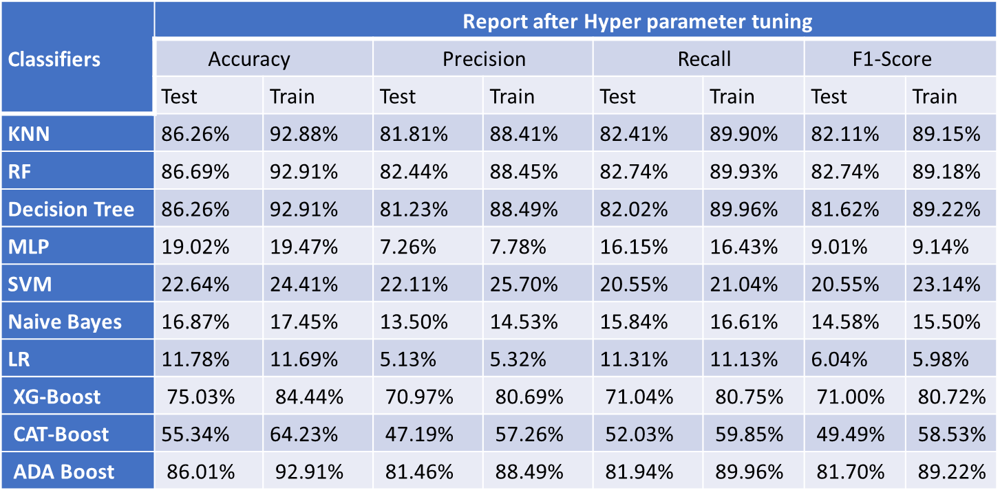 Report after Hyper parameter tuning
Classifiers
Accuracy Precision Recall F1-Score
Test Train Test Train Test Train Test Train
KNN 86.26% 92.88% 81.81% 88.41% 82.41% 89.90% 82.11% 89.15%
RF 86.69% 92.91% 82.44% 88.45% 82.74% 89.93% 82.74% 89.18%
Decision Tree 86.26% 92.91% 81.23% 88.49% 82.02% 89.96% 81.62% 89.22%
MLP 19.02% 19.47% 7.26% 7.78% 16.15% 16.43% 9.01% 9.14%
SVM 22.64% 24.41% 22.11% 25.70% 20.55% 21.04% 20.55% 23.14%
Naive Bayes 16.87% 17.45% 13.50% 14.53% 15.84% 16.61% 14.58% 15.50%
LR 11.78% 11.69% 5.13% 5.32% 11.31% 11.13% 6.04% 5.98%
XG-Boost 75.03% 84.44% 70.97% 80.69% 71.04% 80.75% 71.00% 80.72%
CAT-Boost 55.34% 64.23% 47.19% 57.26% 52.03% 59.85% 49.49% 58.53%
ADA Boost 86.01% 92.91% 81.46% 88.49% 81.94% 89.96% 81.70% 89.22%